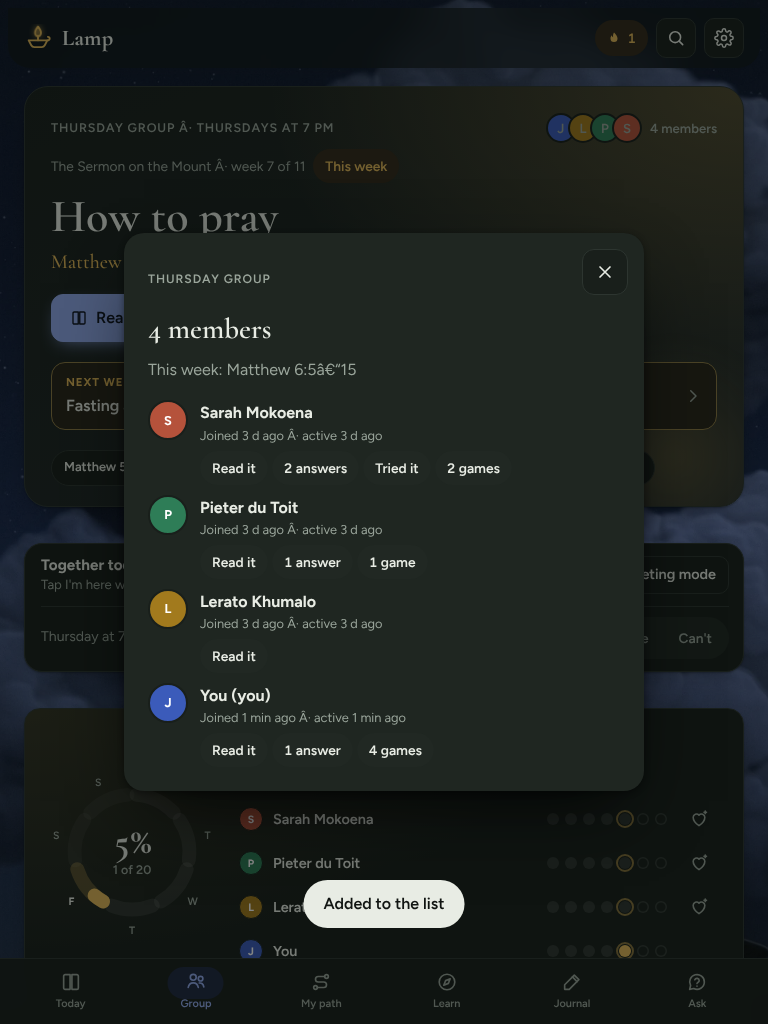 Lamp
1
THURSDAY GROUP Â· THURSDAYS AT 7 PM
J L P S 4 members
The Sermon on the Mount Â· week 7 of 11 This week
How to pray
Matthew
Rea
NEXT WE
Fasting
Matthew 5
THURSDAY GROUP
4 members
This week: Matthew 6:5â€“15
S
Sarah Mokoena
Joined 3 d ago Â· active 3 d ago
Read it 2 answers Tried it 2 games
P
Pieter du Toit
Joined 3 d ago Â· active 3 d ago
Read it 1 answer 1 game
L
Lerato Khumalo
Joined 3 d ago Â· active 3 d ago
Read it
J
You (you)
Joined 1 min ago Â· active 1 min ago
Read it 1 answer 4 games
Together to
Tap I'm here w
eting mode
Thursday at 7
e Can't
S
S T
5%
1 of 20
F W
T
S Sarah Mokoena
P Pieter du Toit
L Lerat
J You
Added to the list
Today Group My path Learn Journal Ask